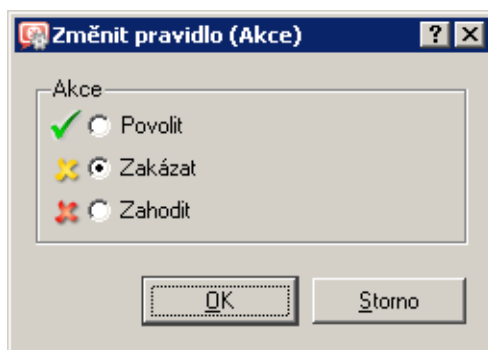 Změnit pravidlo (Akce)
Akce
Povolit
Zakázat
Zahodit
OK
Storno